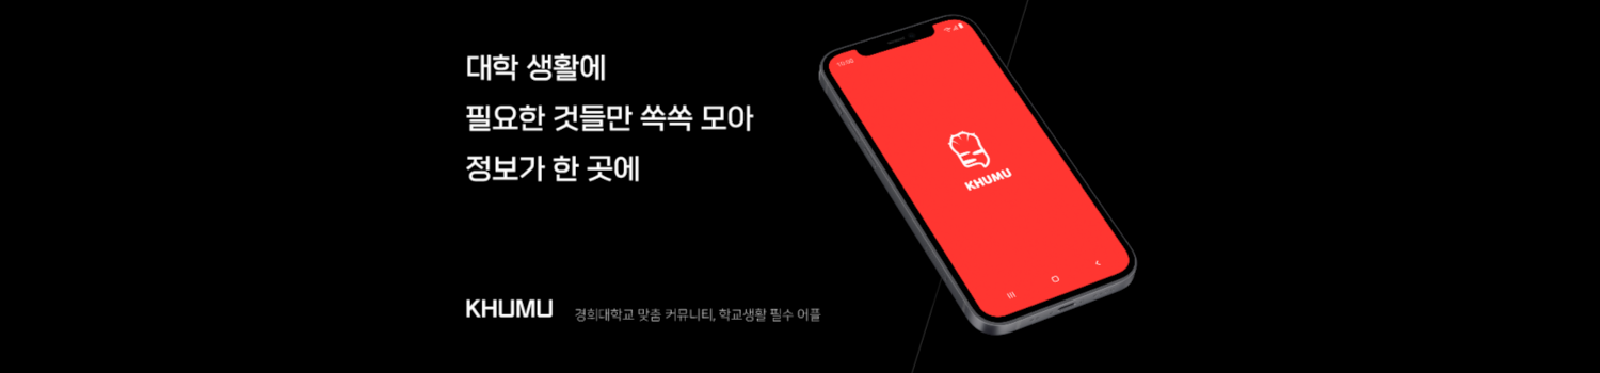 대학 생활에
필요한 것들만 쏙쏙 모아
정보가 한 곳에
KHUMU
경희대학교 맞춤 커뮤니티, 학교생활 필수 어플
10:00
KHUMU